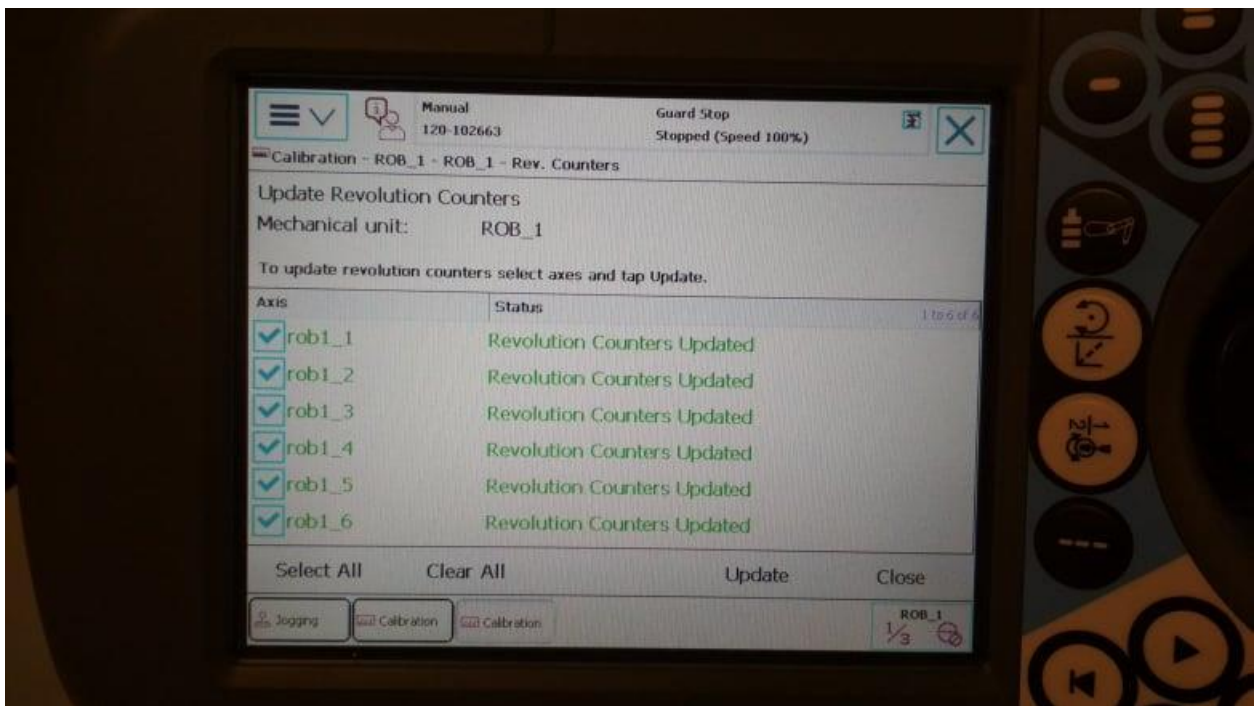 Manual
120-102663
Guard Stop
Stopped (Speed 100%)
Calibration - ROB_1 - ROB_1 - Rev. Counters
Update Revolution Counters
Mechanical unit: ROB_1
To update revolution counters select axes and tap Update.
Axis Status 1 to 6 of 6
rob1_1 Revolution Counters Updated
rob1_2 Revolution Counters Updated
rob1_3 Revolution Counters Updated
rob1_4 Revolution Counters Updated
rob1_5 Revolution Counters Updated
rob1_6 Revolution Counters Updated
Select All Clear All Update Close
Jogging Calibration Calibration
ROB_1
1/3